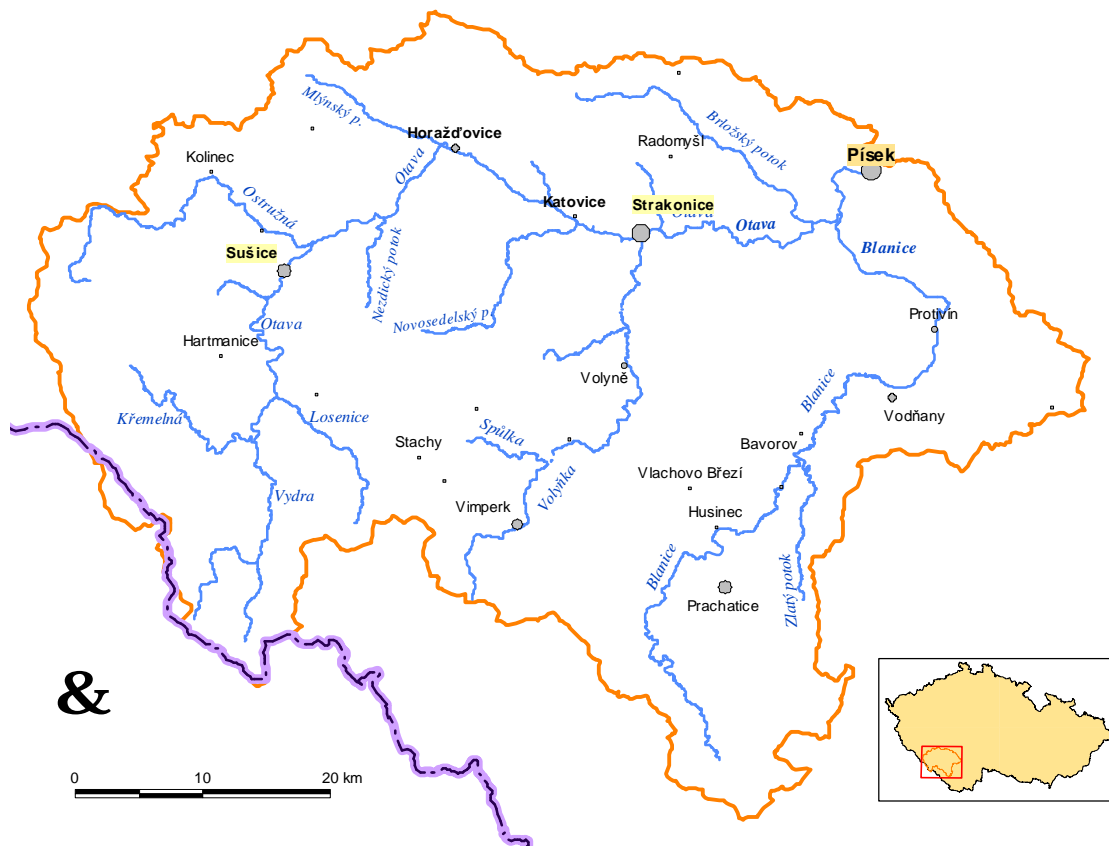 Mlýnský p.
Horažďovice
Radomyšl
Brložský potok
Písek
Kolinec
Otava
Ostružná
Katovice
Strakonice
Otava
Otava
Blanice
Sušice
Nezdický potok
Novosedelský p.
Otava
Protivín
Hartmanice
Volyně
Blanice
Vodňany
Křemelná
Losenice
Spůlka
Stachy
Bavorov
Volyňka
Vlachovo Březí
Vydra
Vimperk
Husinec
Blanice
Zlatý potok
Prachatice
&
0 10 20 km